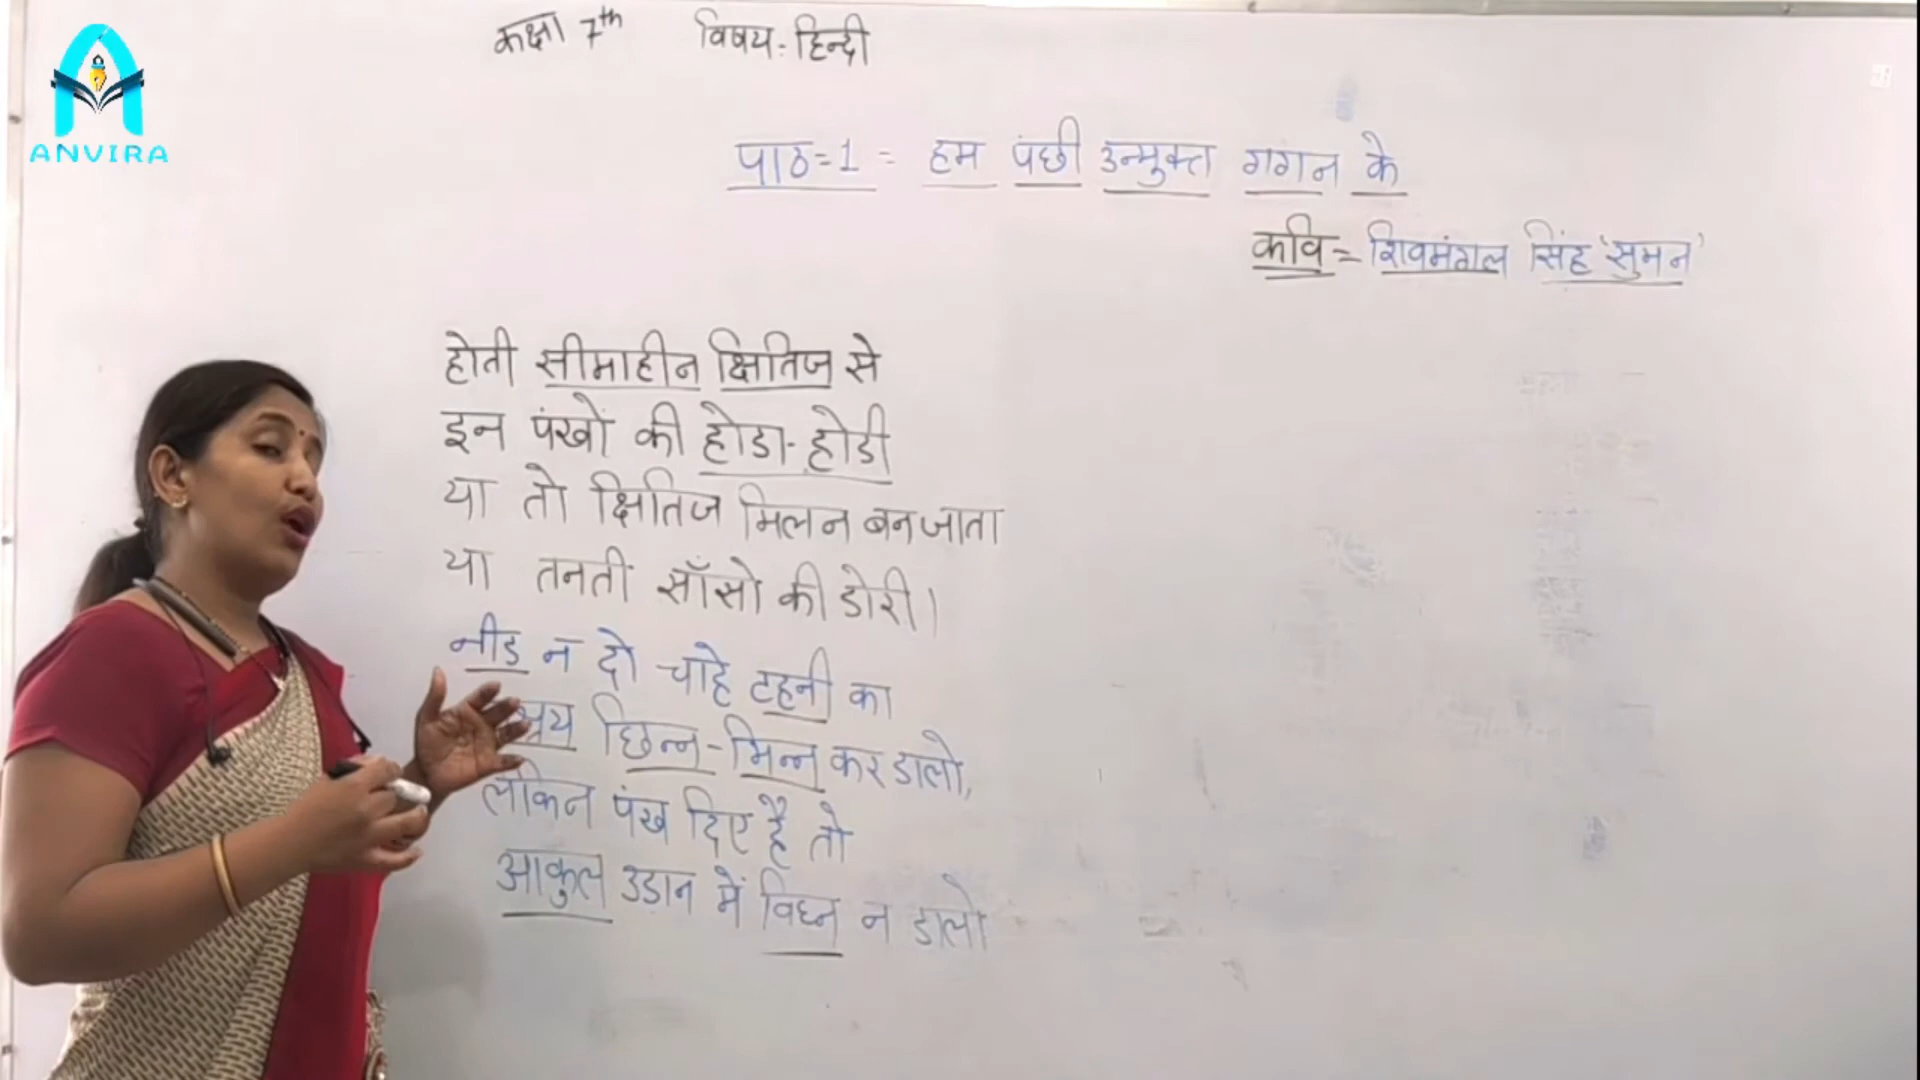 ANVIRA
कक्षा 7th विषय: हिन्दी
पाठ=1 = हम पंछी उन्मुक्त गगन के
कवि = शिवमंगल सिंह 'सुमन'
होती सीमाहीन क्षितिज से
इन पंखों की होडा-होडी
या तो क्षितिज मिलन बन जाता
या तनती साँसो की डोरी।
नीड न दो चाहे टहनी का
छिन्न-भिन्न कर डालो,
लेकिन पंख दिए है तो
आकुल उडान में विघ्न न डालो